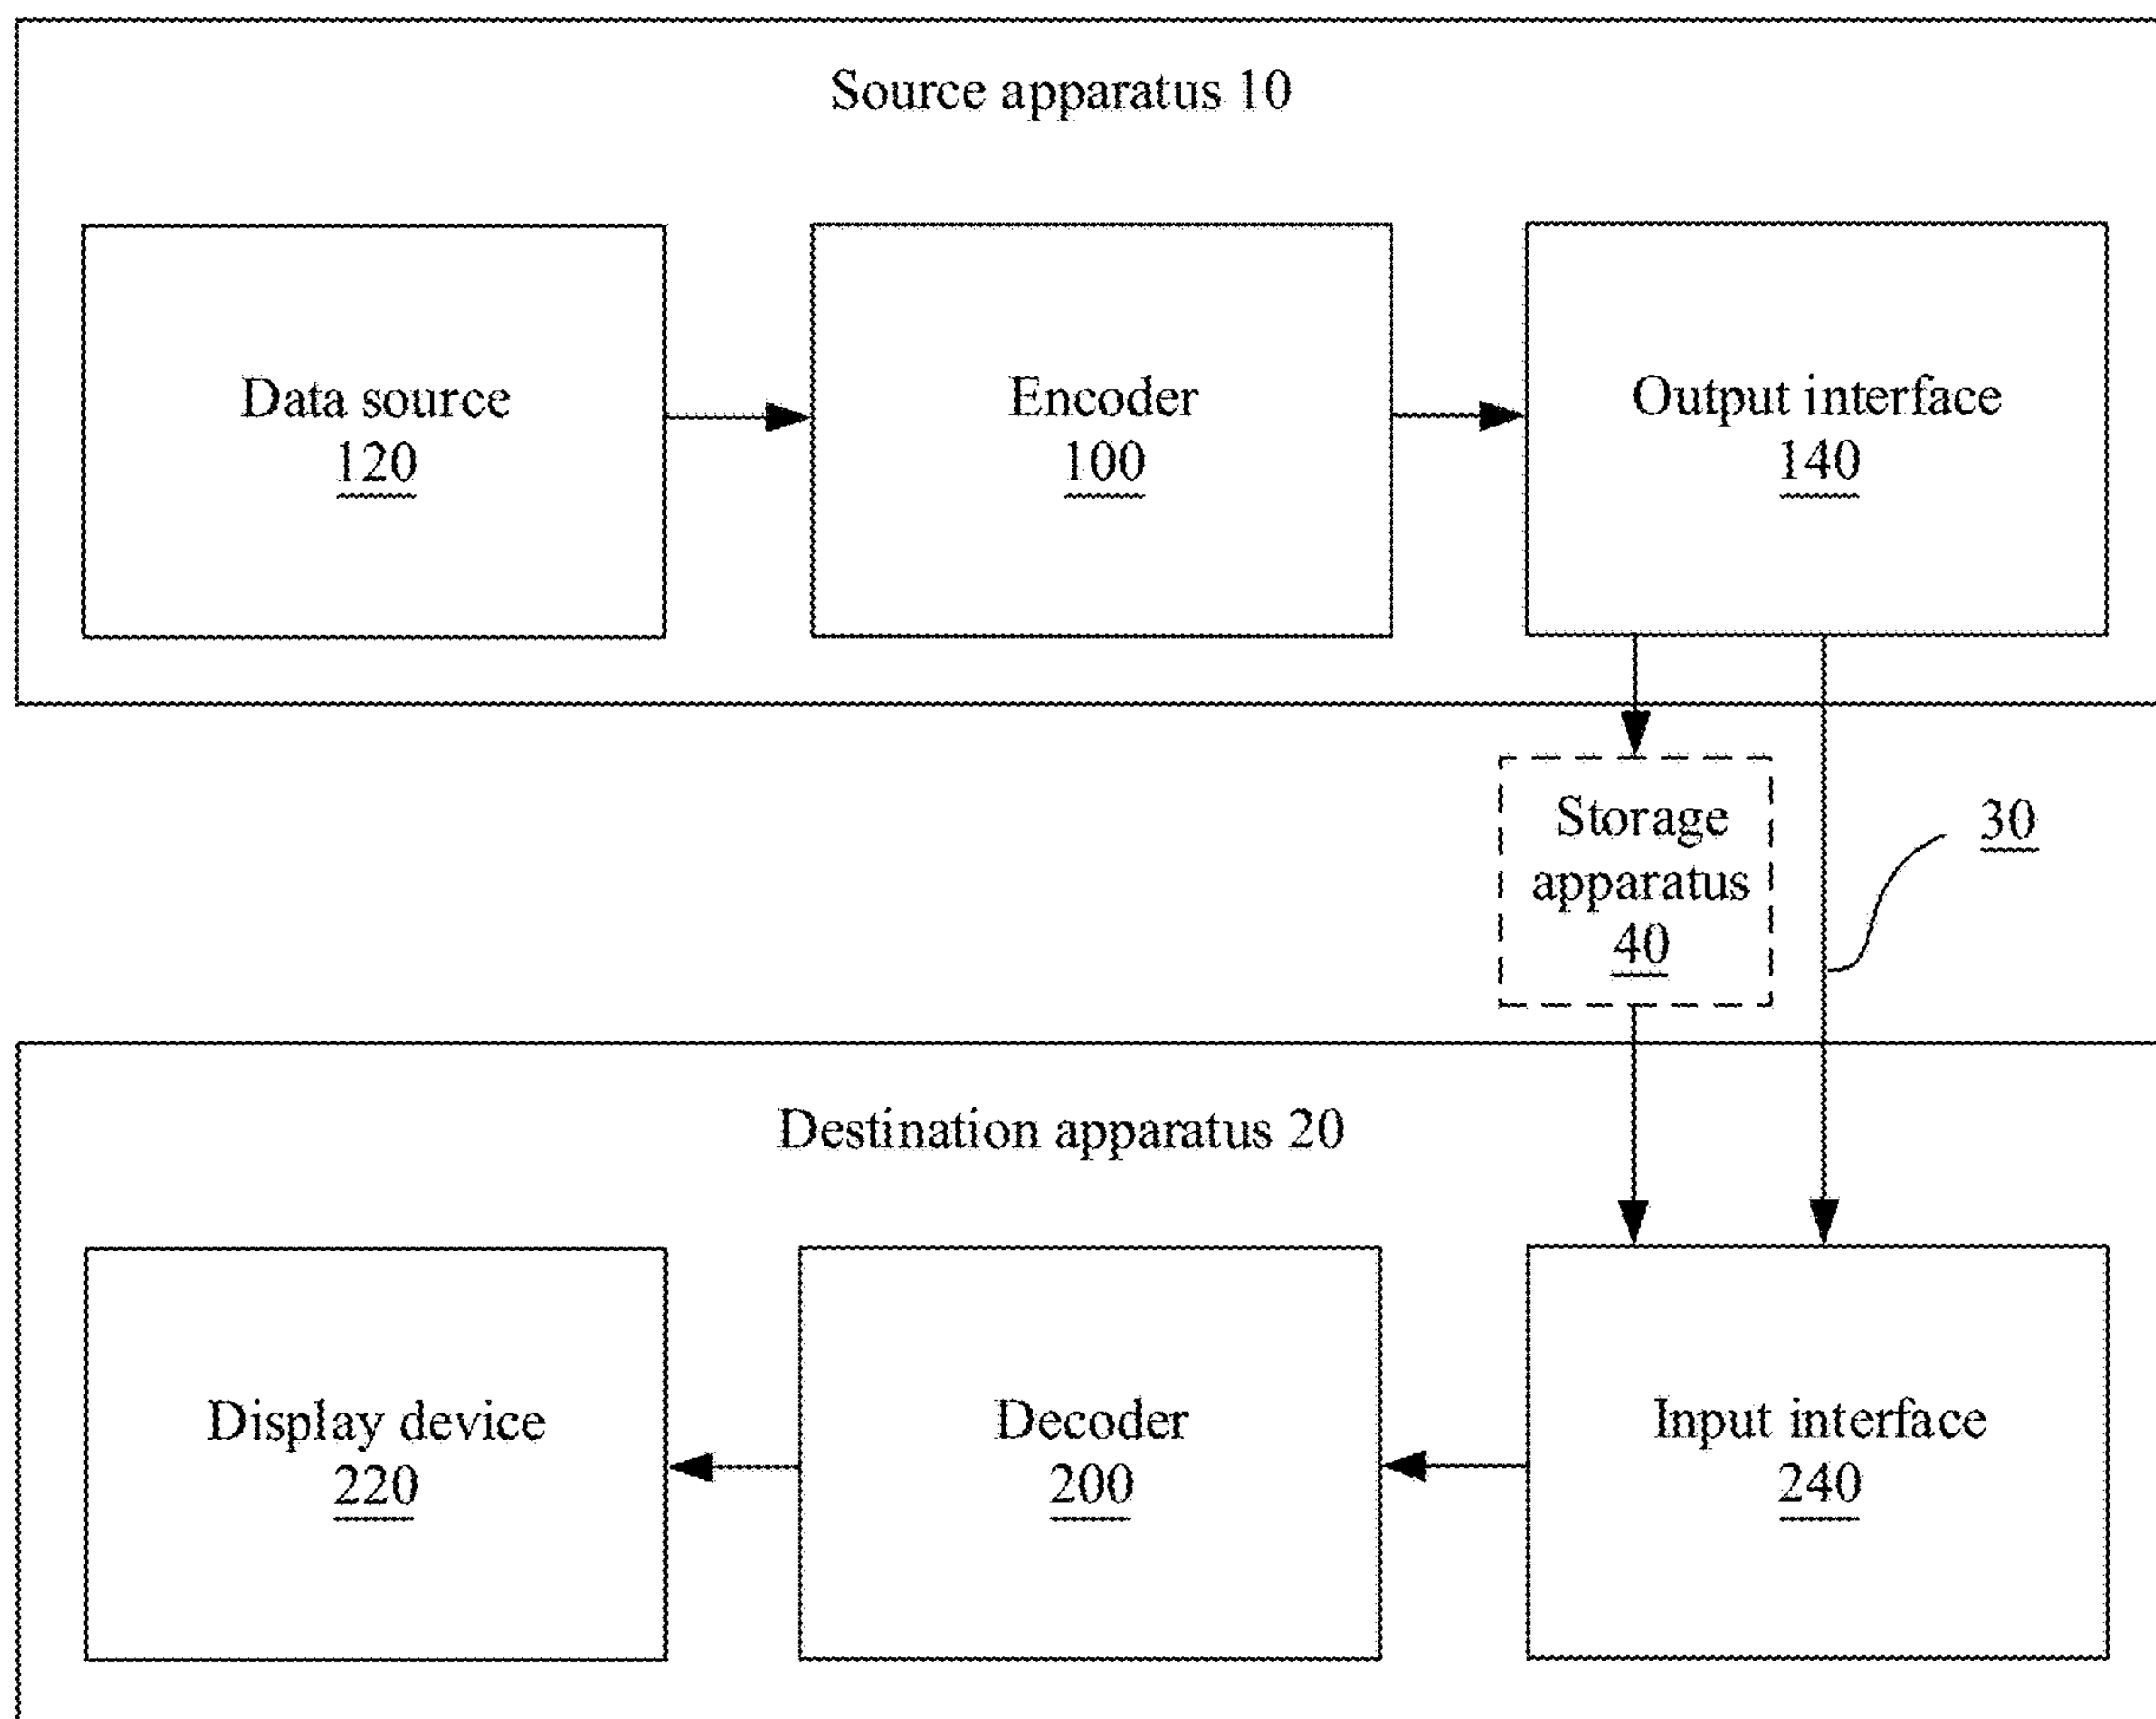 Source apparatus 10
Data source
120
Encoder
100
Output interface
140
Storage
apparatus
40
30
Destination apparatus 20
Display device
220
Decoder
200
Input interface
240